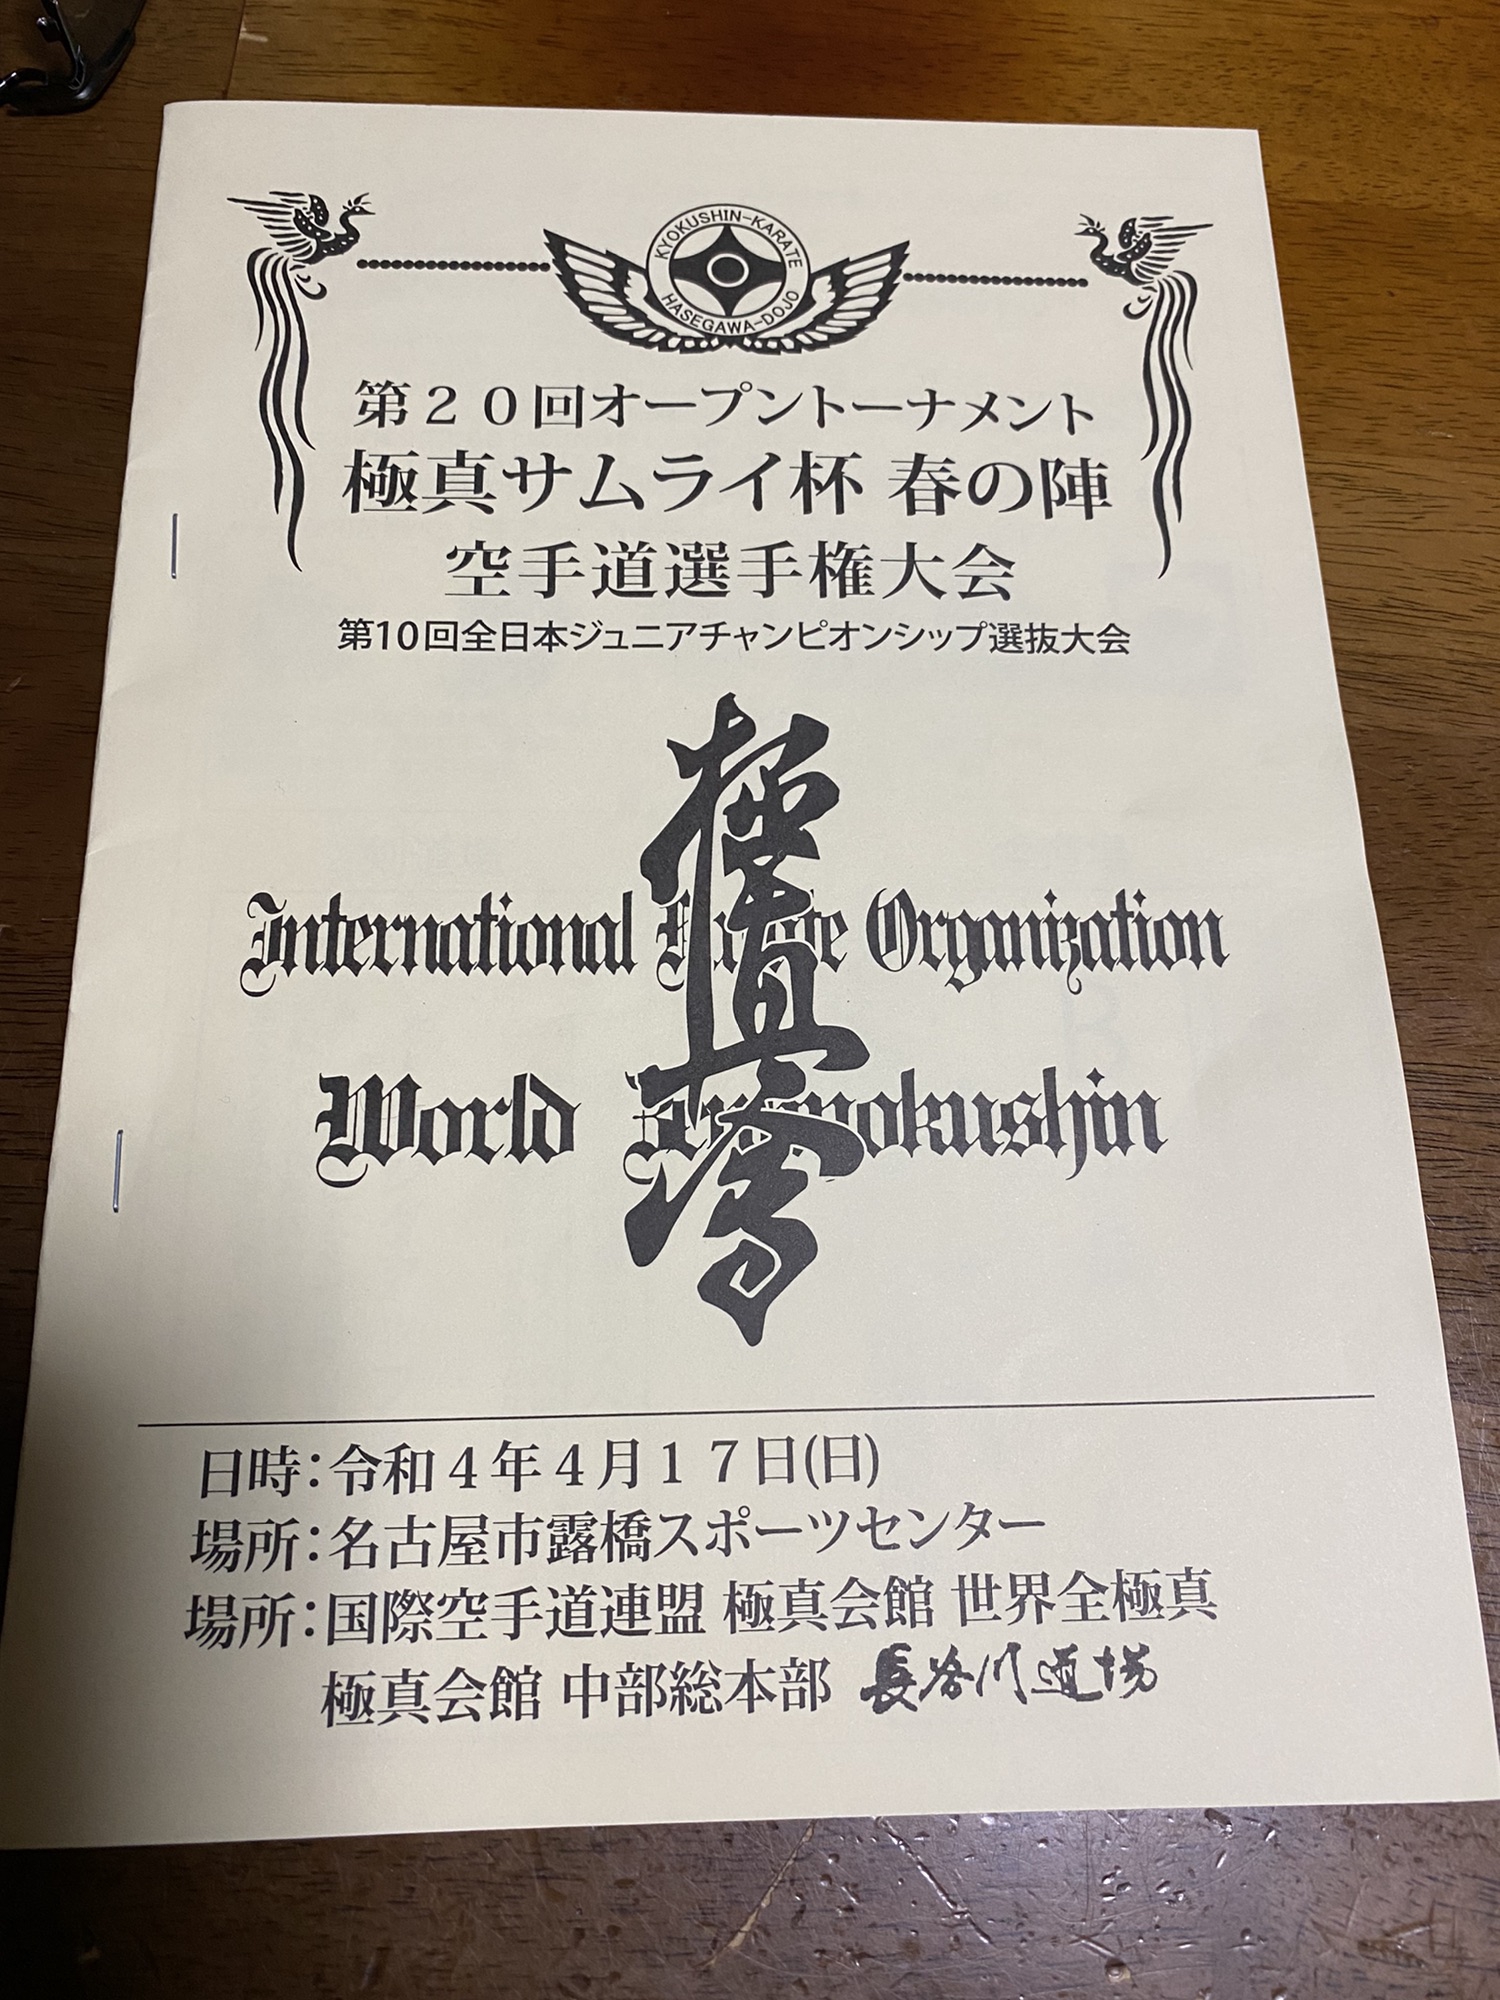 KYOKUSHIN-KARATE
HASEGAWA-DOJO
第２０回オープントーナメント
極真サムライ杯 春の陣
空手道選手権大会
第10回全日本ジュニアチャンピオンシップ選抜大会
極真会
International Karate Organization
World Zenkyokushin
日時：令和４年４月１７日(日)
場所：名古屋市露橋スポーツセンター
場所：国際空手道連盟 極真会館 世界全極真
極真会館 中部総本部 長谷川道場